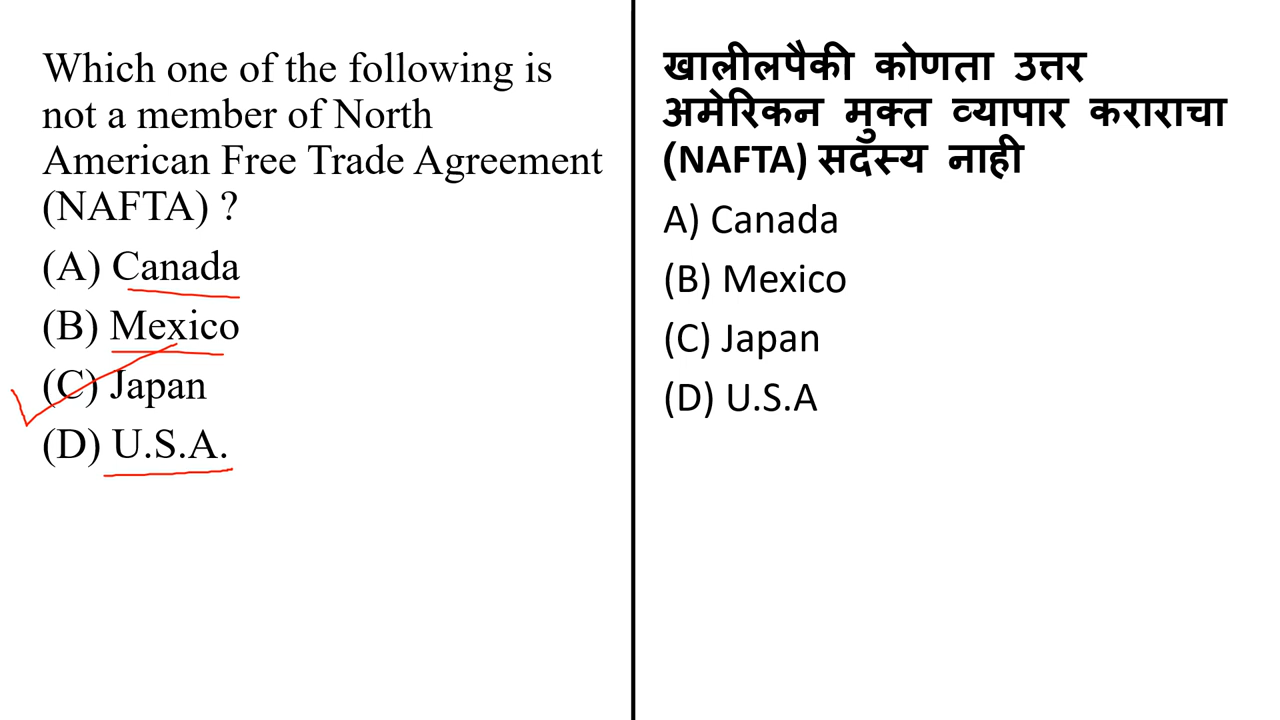 Which one of the following is
not a member of North
American Free Trade Agreement
(NAFTA) ?
(A) Canada
(B) Mexico
(C) Japan
(D) U.S.A.
खालीलपैकी कोणता उत्तर
अमेरिकन मुक्त व्यापार कराराचा
(NAFTA) सदस्य नाही
A) Canada
(B) Mexico
(C) Japan
(D) U.S.A